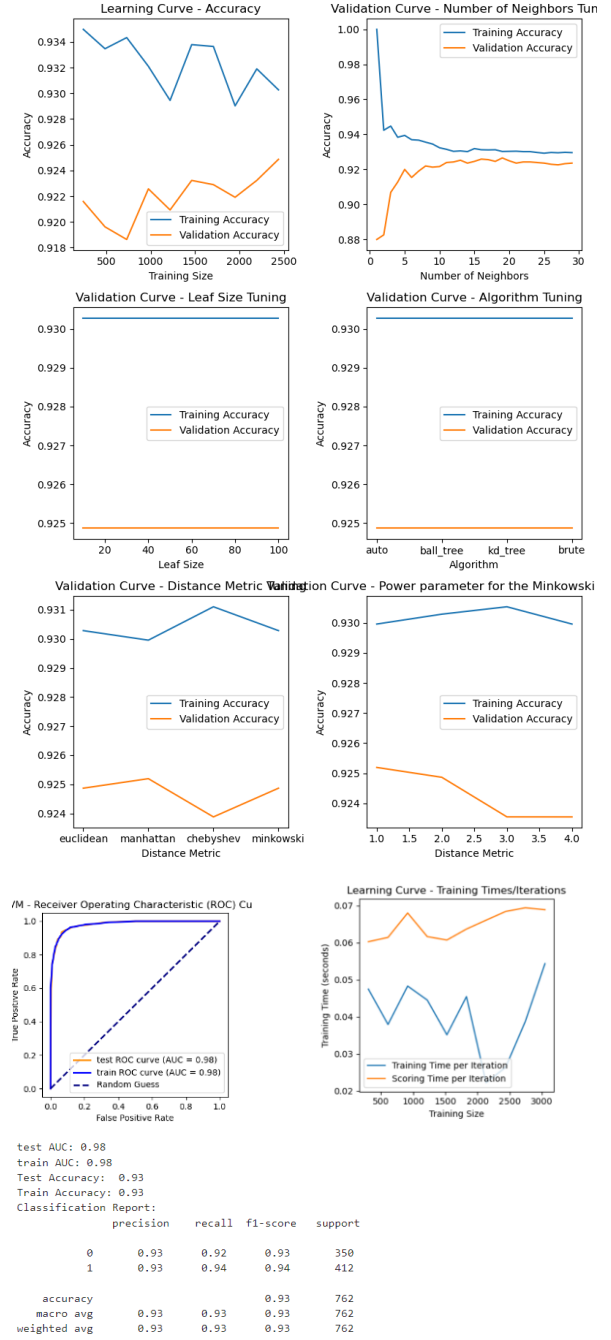 Learning Curve - Accuracy
0.934
0.932
0.930
0.928
0.926
0.924
0.922
0.920
0.918
Accuracy
Training Accuracy
Validation Accuracy
500 1000 1500 2000 2500
Training Size
Validation Curve - Number of Neighbors Tun
1.00
0.98
0.96
0.94
0.92
0.90
0.88
Accuracy
Training Accuracy
Validation Accuracy
0 5 10 15 20 25 30
Number of Neighbors
Validation Curve - Leaf Size Tuning
0.930
0.929
0.928
0.927
0.926
0.925
Accuracy
Training Accuracy
Validation Accuracy
20 40 60 80 100
Leaf Size
Validation Curve - Algorithm Tuning
0.930
0.929
0.928
0.927
0.926
0.925
Accuracy
Training Accuracy
Validation Accuracy
auto ball_tree kd_tree brute
Algorithm
Validation Curve - Distance Metric
0.931
0.930
0.929
0.928
0.927
0.926
0.925
0.924
Accuracy
Training Accuracy
Validation Accuracy
euclidean manhattan chebyshev minkowski
Distance Metric
Curve - Power parameter for the Minkowski
0.930
0.929
0.928
0.927
0.926
0.925
0.924
Accuracy
Training Accuracy
Validation Accuracy
1.0 1.5 2.0 2.5 3.0 3.5 4.0
Distance Metric
/M - Receiver Operating Characteristic (ROC) Cu
1.0
0.8
0.6
0.4
0.2
0.0
True Positive Rate
test ROC curve (AUC = 0.98)
train ROC curve (AUC = 0.98)
Random Guess
0.0 0.2 0.4 0.6 0.8 1.0
False Positive Rate
Learning Curve - Training Times/Iterations
0.07
0.06
0.05
0.04
0.03
0.02
Training Time (seconds)
Training Time per Iteration
Scoring Time per Iteration
500 1000 1500 2000 2500 3000
Training Size
test AUC: 0.98
train AUC: 0.98
Test Accuracy: 0.93
Train Accuracy: 0.93
Classification Report:
precision recall f1-score support
0 0.93 0.92 0.93 350
1 0.93 0.94 0.94 412
accuracy 0.93 762
macro avg 0.93 0.93 0.93 762
weighted avg 0.93 0.93 0.93 762